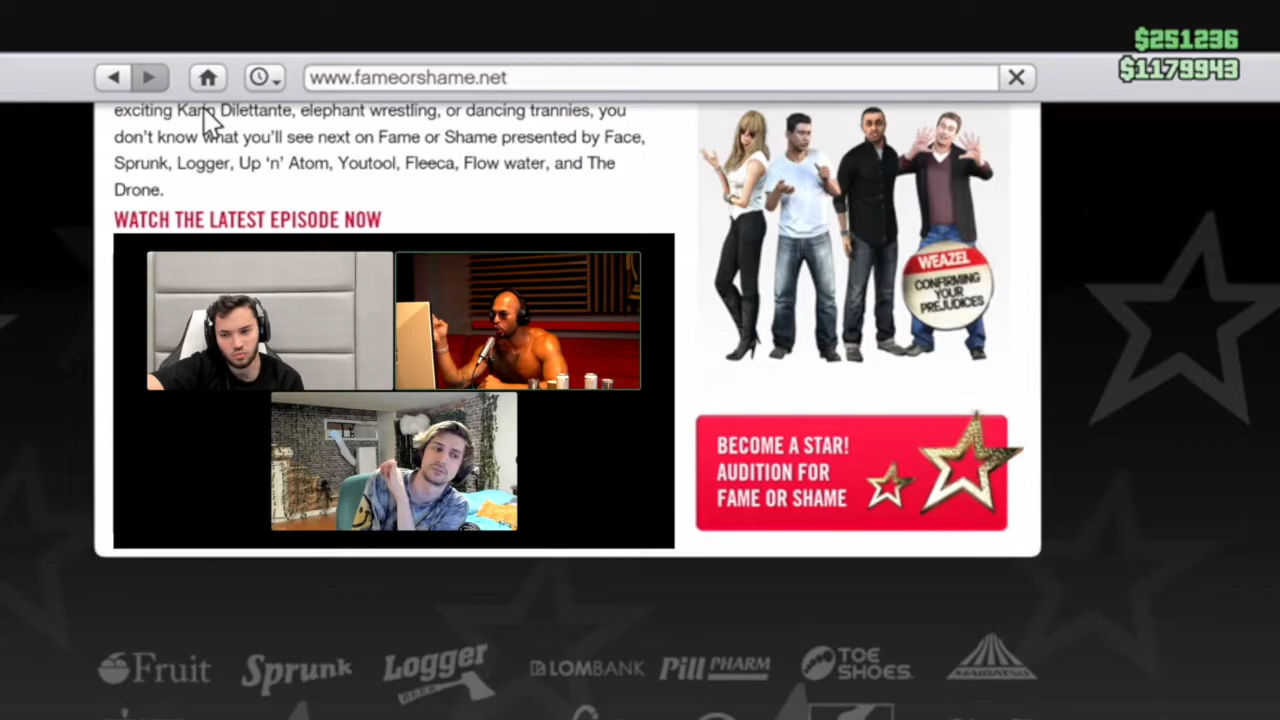 $251236
$1179943
www.fameorshame.net
exciting Karin Dilettante, elephant wrestling, or dancing trannies, you
don't know what you'll see next on Fame or Shame presented by Face,
Sprunk, Logger, Up 'n' Atom, Youtool, Fleeca, Flow water, and The
Drone.
WATCH THE LATEST EPISODE NOW
WEAZEL
CONFIRMING
YOUR
PREJUDICES
BECOME A STAR!
AUDITION FOR
FAME OR SHAME
Fruit
Sprunk
Logger
BEER
LOMBANK
Pill PHARM
TOE
SHOES
MAIBATSU